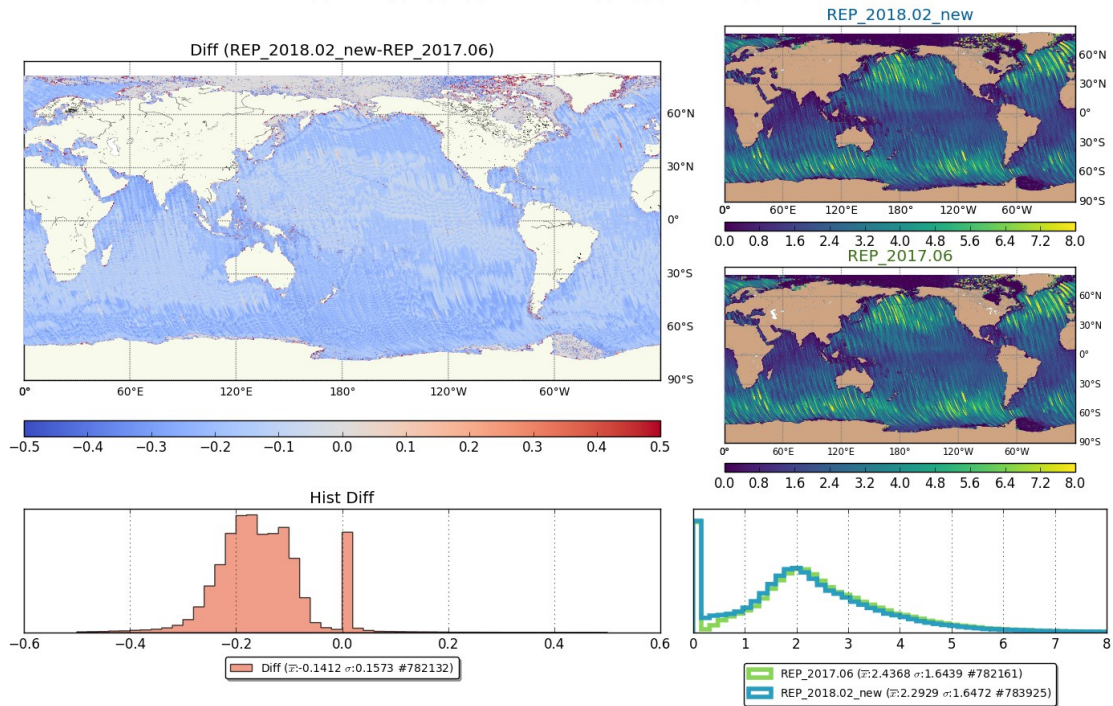 Diff (REP_2018.02_new-REP_2017.06)
60°N
30°N
0°
30°S
60°S
90°S
0° 60°E 120°E 180° 120°W 60°W
−0.5 −0.4 −0.3 −0.2 −0.1 0.0 0.1 0.2 0.3 0.4 0.5
REP_2018.02_new
60°N
30°N
0°
30°S
60°S
90°S
0° 60°E 120°E 180° 120°W 60°W
0.0 0.8 1.6 2.4 3.2 4.0 4.8 5.6 6.4 7.2 8.0
REP_2017.06
60°N
30°N
0°
30°S
60°S
90°S
0° 60°E 120°E 180° 120°W 60°W
0.0 0.8 1.6 2.4 3.2 4.0 4.8 5.6 6.4 7.2 8.0
Hist Diff
−0.6 −0.4 −0.2 0.0 0.2 0.4 0.6
Diff (x̅:-0.1412 σ:0.1573 #782132)
0 1 2 3 4 5 6 7 8
REP_2017.06 (x̅:2.4368 σ:1.6439 #782161)
REP_2018.02_new (x̅:2.2929 σ:1.6472 #783925)